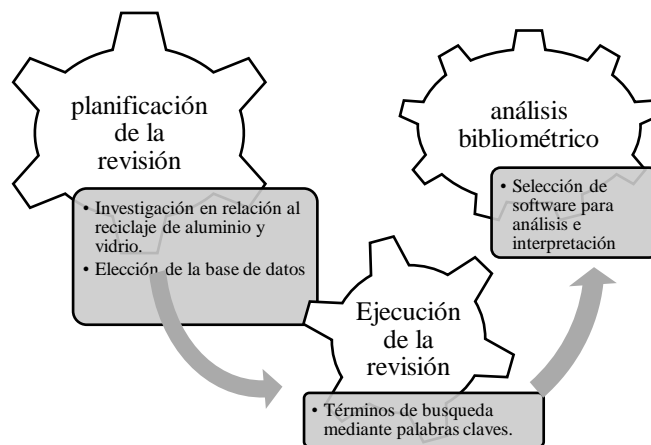 planificación
de la
revisión
• Investigación en relación al
reciclaje de aluminio y
vidrio.
• Elección de la base de datos
Ejecución
de la
revisión
• Términos de busqueda
mediante palabras claves.
análisis
bibliométrico
• Selección de
software para
análisis e
interpretación